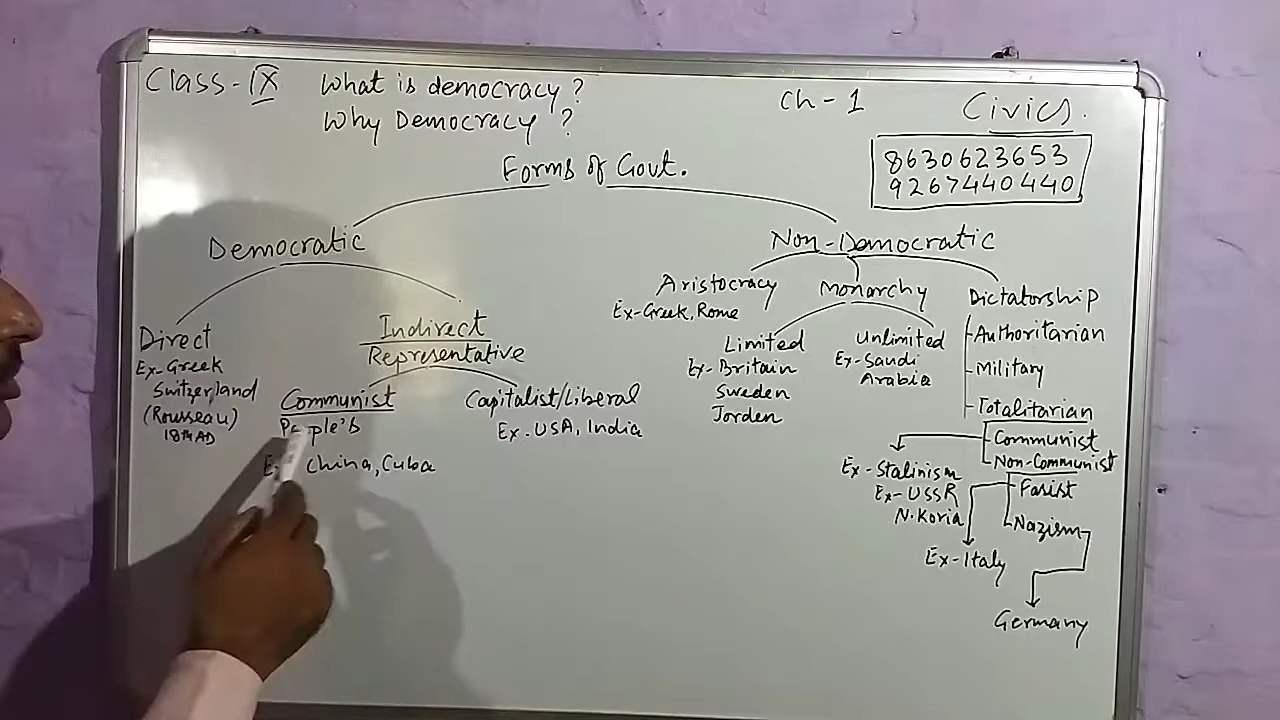 Class-IX What is democracy? Ch-1 Civics.
Why Democracy ?
8630623653
9267440440
Forms of Govt.
Democratic
Direct
Ex-Greek
Switzerland
(Rousseau)
18th AD
Indirect
Representative
Communist
People's
Ex- China, Cuba
Capitalist/Liberal
Ex. USA, India
Non-Democratic
Aristocracy
Ex-Greek, Rome
Monarchy
Limited
Ex-Britain
Sweden
Jorden
Unlimited
Ex-Saudi
Arabia
Dictatorship
Authoritarian
Military
Totalitarian
Communist
Non-Communist
Ex-Stalinism
Ex-USSR
N.Koria
Fasist
Nazism
Ex-Italy
Germany